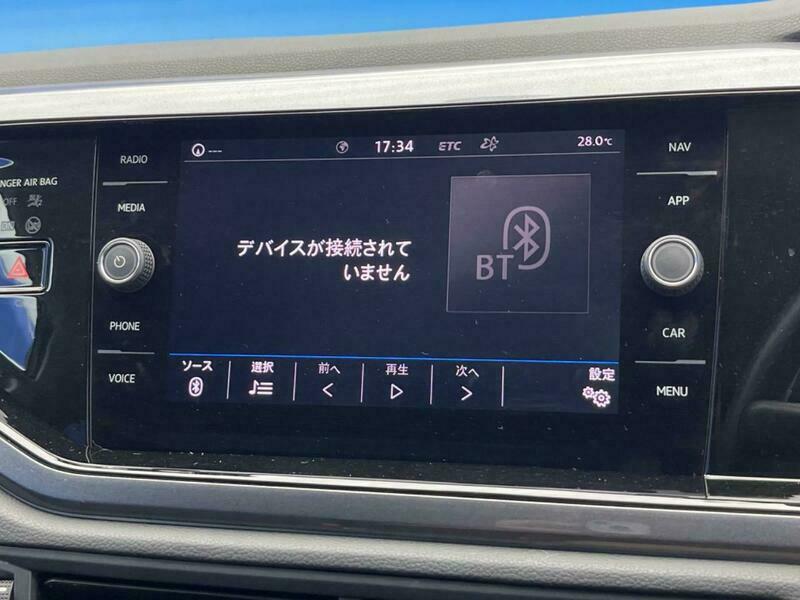 RADIO
MEDIA
PHONE
VOICE
NGER AIR BAG
OFF
ON
---
17:34
ETC
28.0℃
デバイスが接続されて
いません
BT
ソース
選択
前へ
再生
次へ
設定
NAV
APP
CAR
MENU